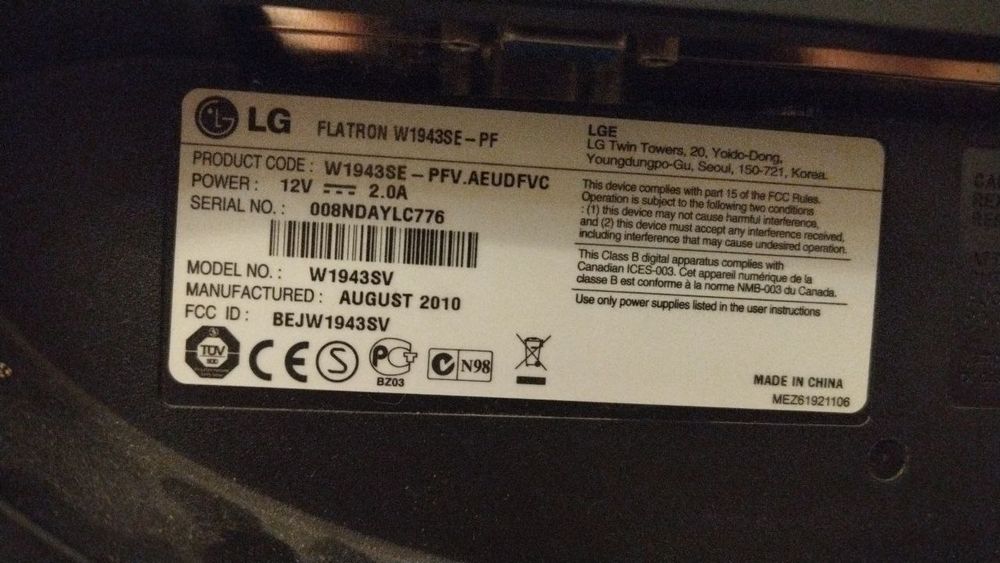 LG FLATRON W1943SE-PF
PRODUCT CODE : W1943SE - PFV.AEUDFVC
POWER : 12V 2.0A
SERIAL NO. : 008NDAYLC776
MODEL NO. : W1943SV
MANUFACTURED : AUGUST 2010
FCC ID : BEJW1943SV
TÜV
CE
S
BZ03
N98
LGE
LG Twin Towers, 20, Yoido-Dong,
Youngdungpo-Gu, Seoul, 150-721, Korea.
This device complies with part 15 of the FCC Rules.
Operation is subject to the following two conditions
: (1) this device may not cause harmful interference,
and (2) this device must accept any interference received,
including interference that may cause undesired operation.
This Class B digital apparatus complies with
Canadian ICES-003. Cet appareil numérique de la
classe B est conforme à la norme NMB-003 du Canada.
Use only power supplies listed in the user instructions
MADE IN CHINA
MEZ61921106